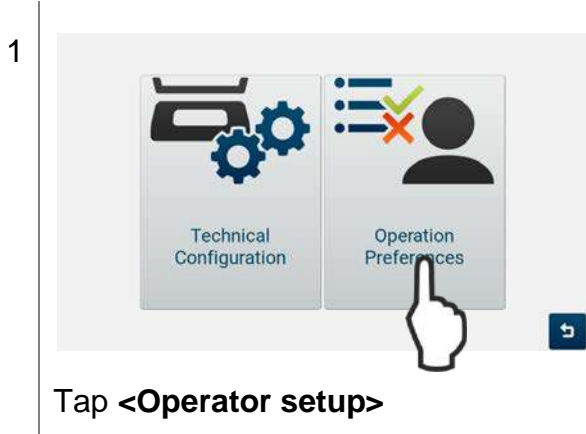 1
Technical
Configuration
Operation
Preferences
Tap <Operator setup>